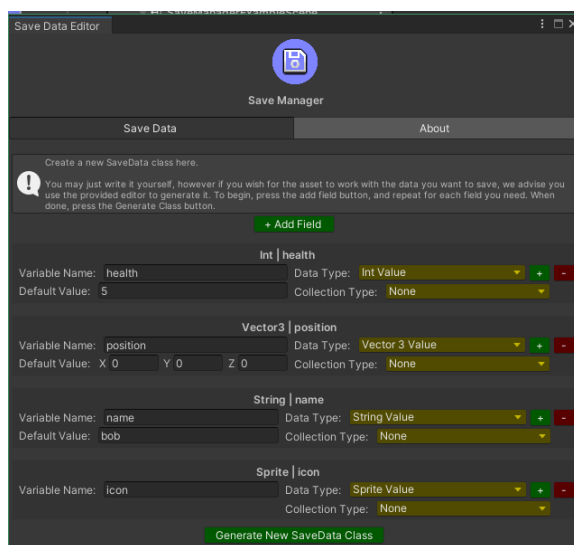 SaveManagerExampleScene
Save Data Editor
Save Manager
Save Data About
Create a new SaveData class here.
You may just write it yourself, however if you wish for the asset to work with the data you want to save, we advise you
use the provided editor to generate it. To begin, press the add field button, and repeat for each field you need. When
done, press the Generate Class button.
+ Add Field
Int | health
Variable Name: health Data Type: Int Value + -
Default Value: 5 Collection Type: None
Vector3 | position
Variable Name: position Data Type: Vector 3 Value + -
Default Value: X 0 Y 0 Z 0 Collection Type: None
String | name
Variable Name: name Data Type: String Value + -
Default Value: bob Collection Type: None
Sprite | icon
Variable Name: icon Data Type: Sprite Value + -
Collection Type: None
Generate New SaveData Class